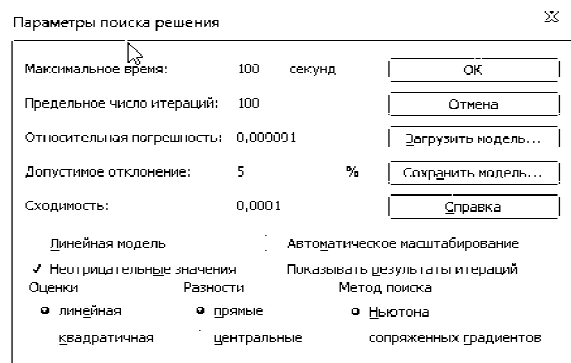 Параметры поиска решения
Максимальное время: 100 секунд ОК
Предельное число итераций: 100 Отмена
Относительная погрешность: 0,000001 Загрузить модель...
Допустимое отклонение: 5 % Сохранить модель...
Сходимость: 0,0001 Справка
Линейная модель Автоматическое масштабирование
Неотрицательные значения Показывать результаты итераций
Оценки Разности Метод поиска
линейная прямые Ньютона
квадратичная центральные сопряженных градиентов